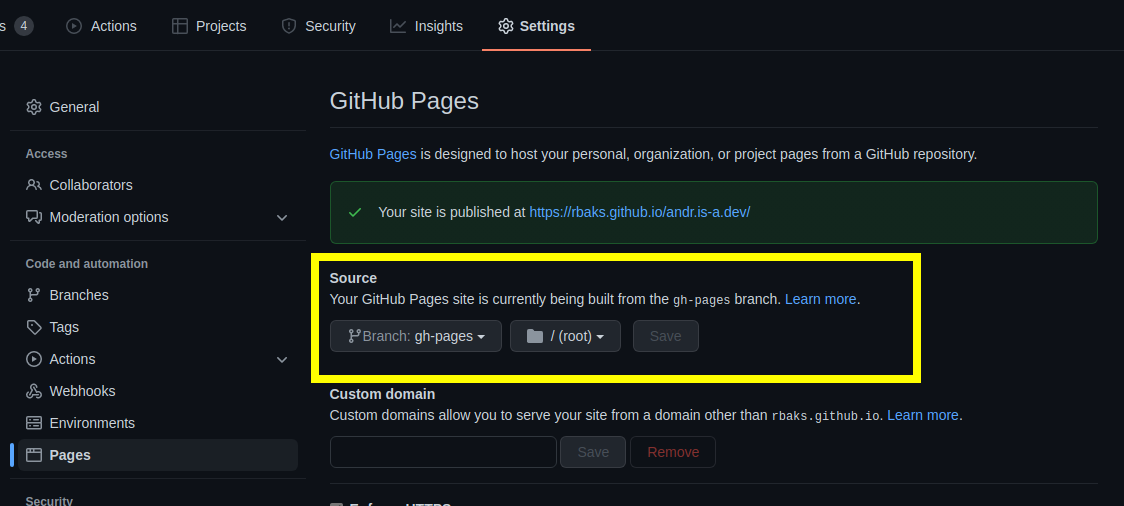 s 4 Actions Projects Security Insights Settings
General
Access
Collaborators
Moderation options
Code and automation
Branches
Tags
Actions
Webhooks
Environments
Pages
Security
GitHub Pages
GitHub Pages is designed to host your personal, organization, or project pages from a GitHub repository.
Your site is published at https://rbaks.github.io/andr.is-a.dev/
Source
Your GitHub Pages site is currently being built from the gh-pages branch. Learn more.
Branch: gh-pages / (root) Save
Custom domain
Custom domains allow you to serve your site from a domain other than rbaks.github.io. Learn more.
Save Remove
HTTPS